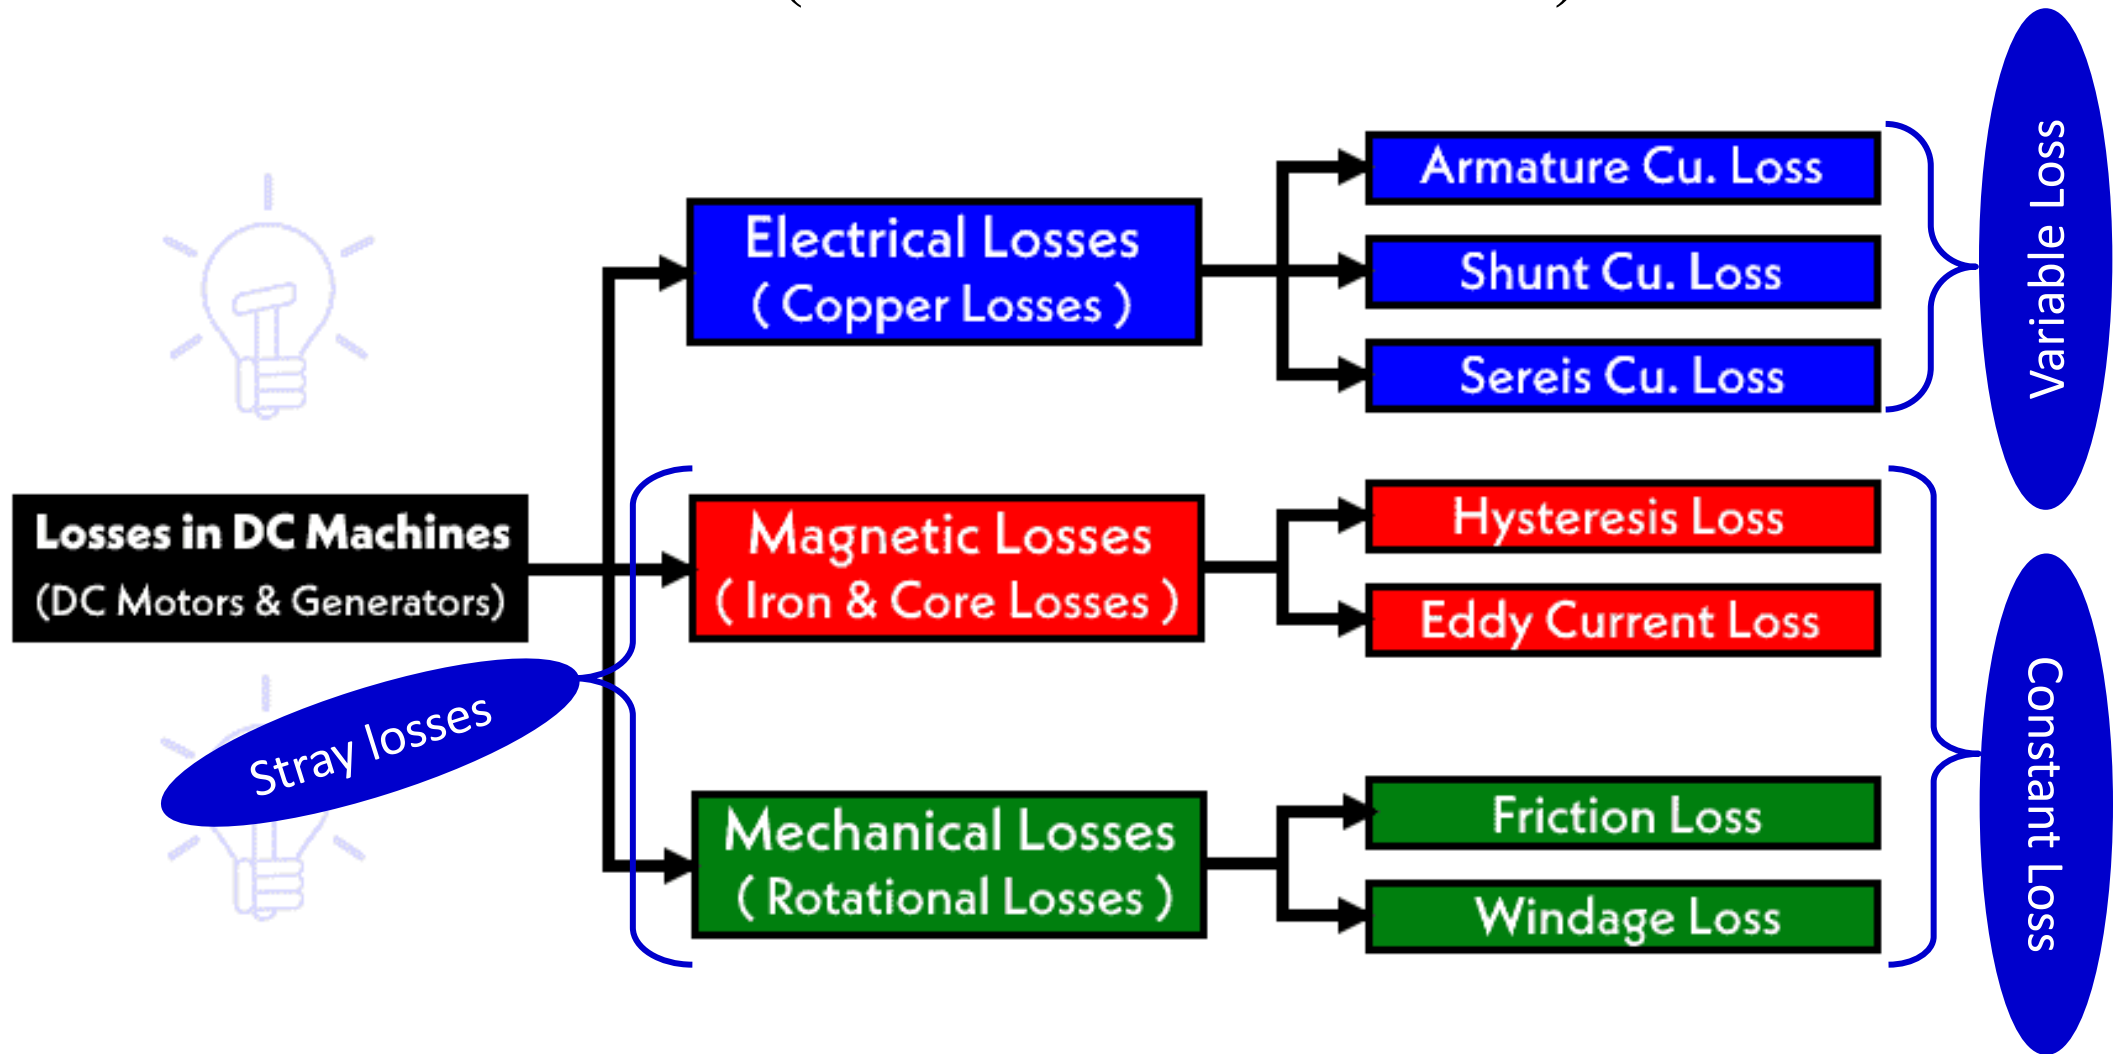 Losses in DC Machines
(DC Motors & Generators)
Stray losses
Electrical Losses
( Copper Losses )
Magnetic Losses
( Iron & Core Losses )
Mechanical Losses
( Rotational Losses )
Armature Cu. Loss
Shunt Cu. Loss
Sereis Cu. Loss
Hysteresis Loss
Eddy Current Loss
Friction Loss
Windage Loss
Variable Loss
Constant Loss